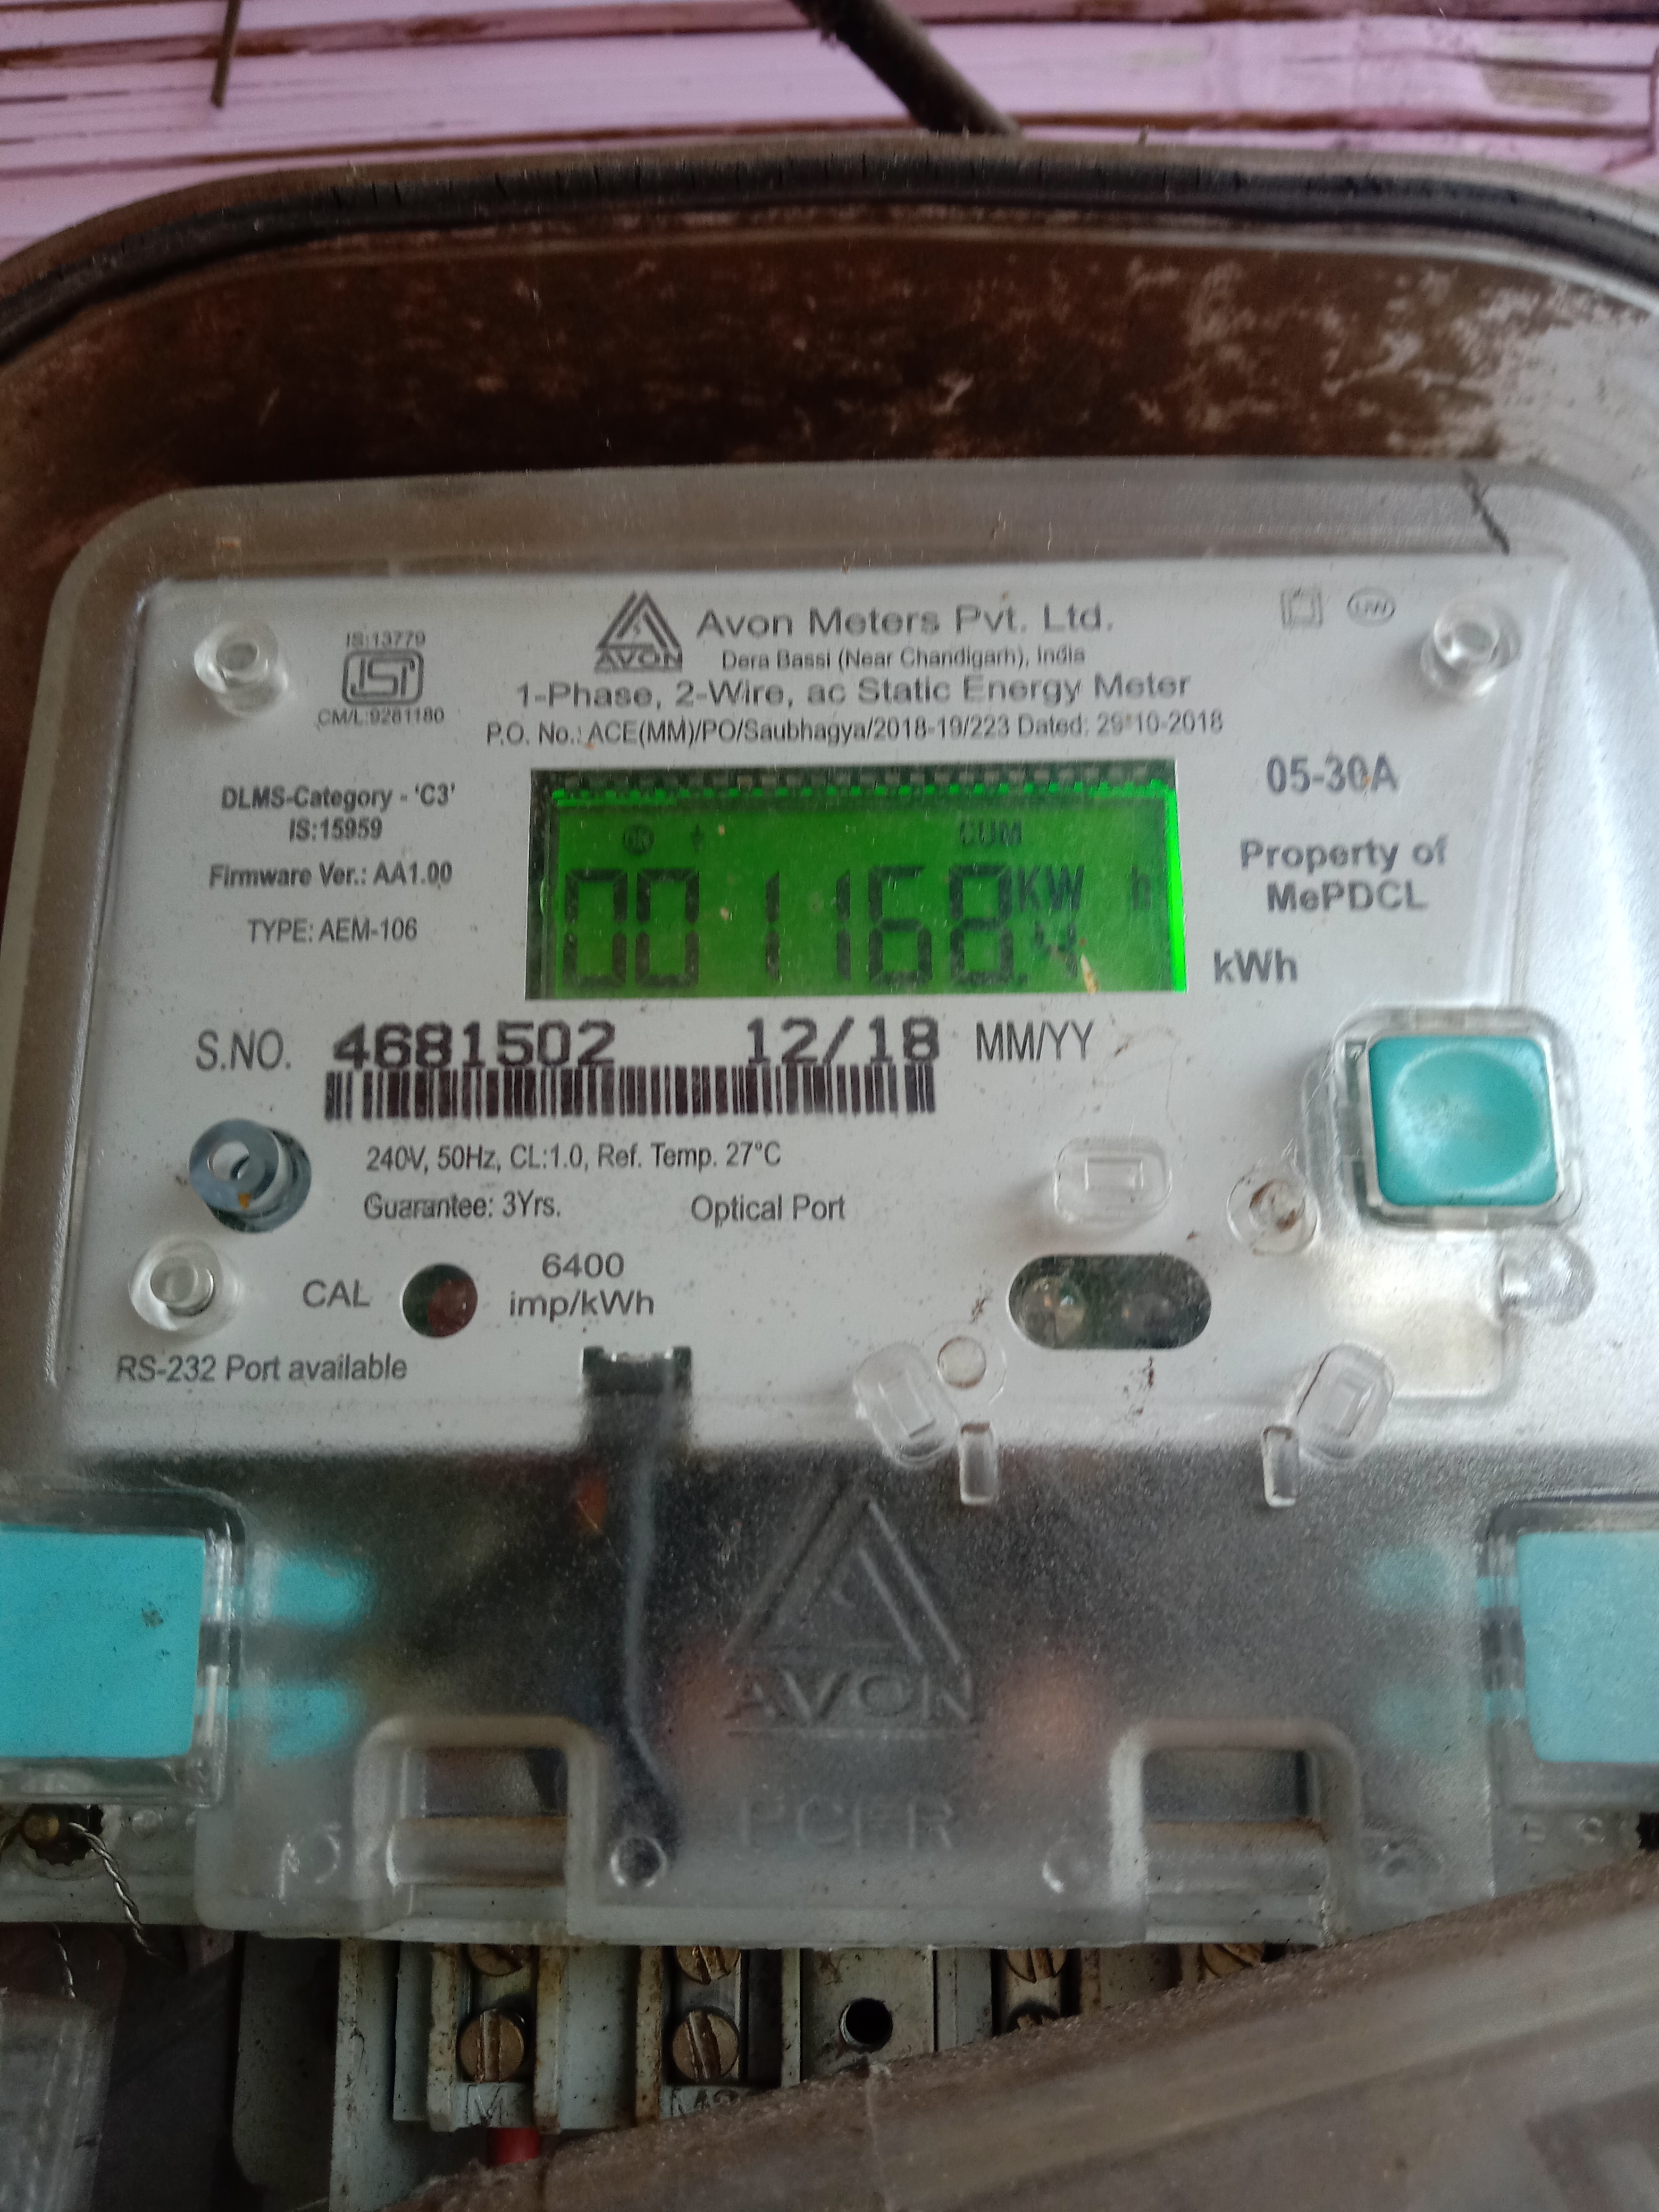 IS:13779
ISI
CM/L:9281180
AVON
Avon Meters Pvt. Ltd.
Dera Bassi (Near Chandigarh), India
1-Phase, 2-Wire, ac Static Energy Meter
P.O. No.: ACE(MM)/PO/Saubhagya/2018-19/223 Dated: 29-10-2018
DLMS-Category - 'C3'
IS:15959
Firmware Ver.: AA1.00
TYPE: AEM-106
CUM
001168.4 KW h
05-30A
Property of
MePDCL
kWh
S.NO. 4681502 12/18 MM/YY
240V, 50Hz, CL:1.0, Ref. Temp. 27°C
Guarantee: 3Yrs. Optical Port
CAL
6400
imp/kWh
RS-232 Port available
AVON